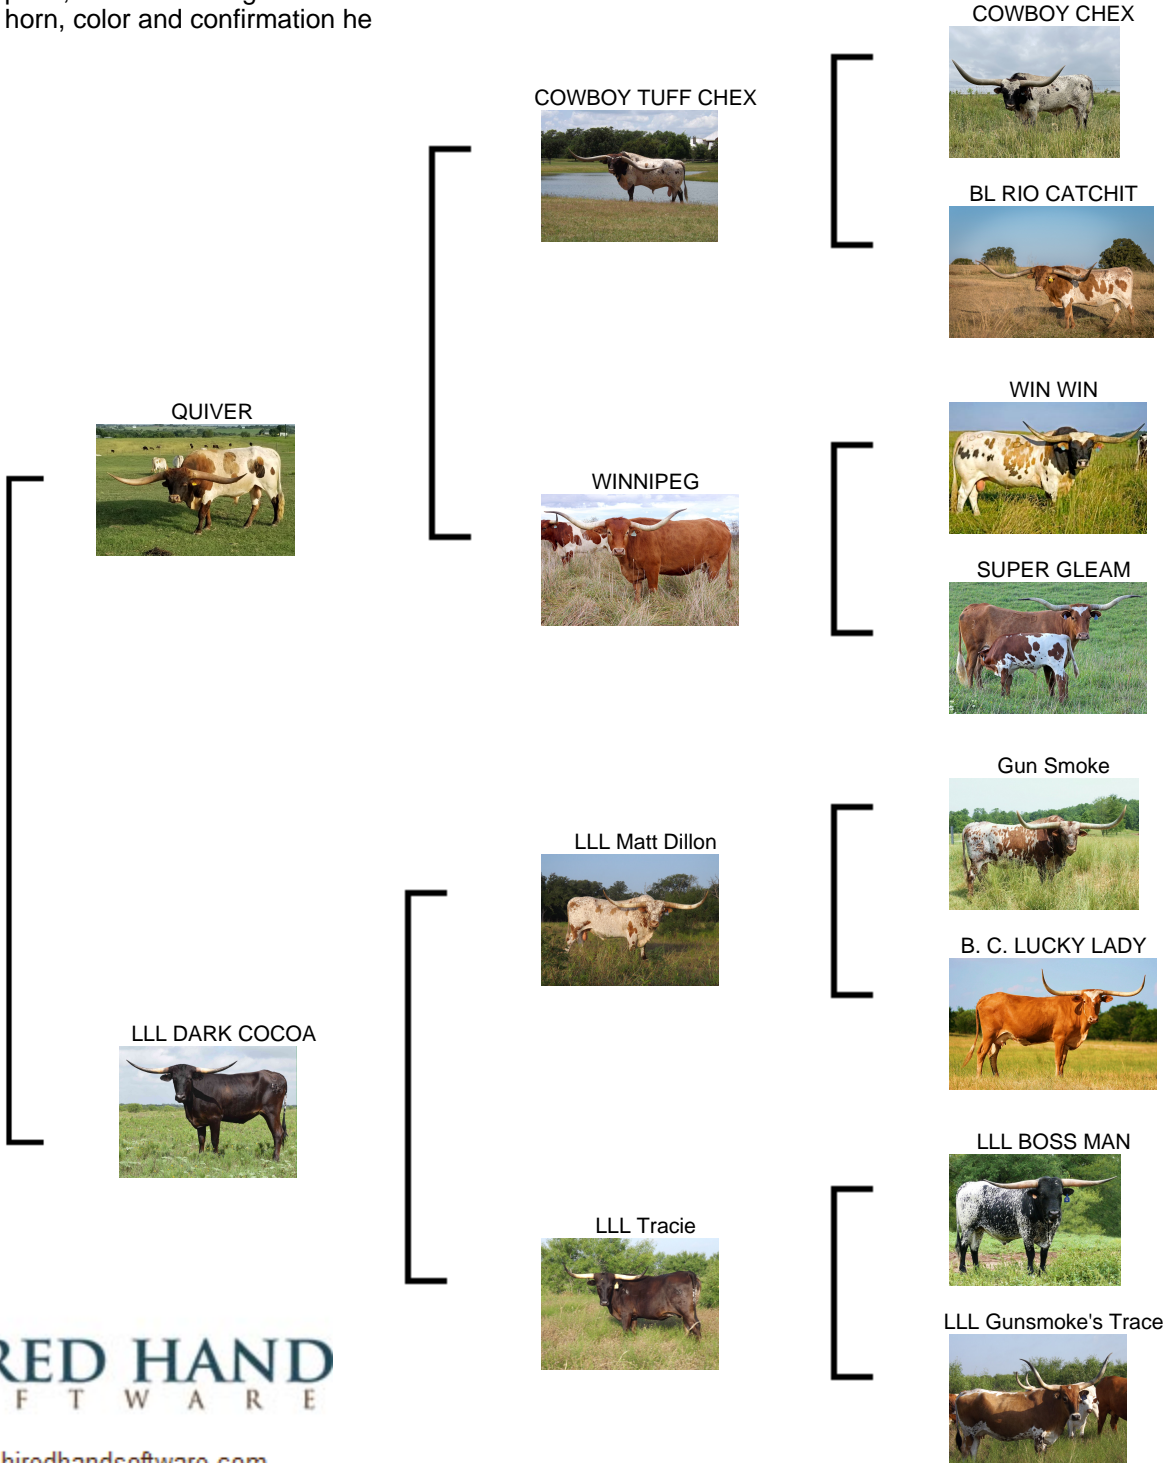 horn, color and confirmation he
COWBOY CHEX
COWBOY TUFF CHEX
BL RIO CATCHIT
WIN WIN
QUIVER
WINNIPEG
SUPER GLEAM
Gun Smoke
LLL Matt Dillon
B. C. LUCKY LADY
LLL DARK COCOA
LLL BOSS MAN
LLL Tracie
LLL Gunsmoke's Trace
RED HAND
F T W A R E
hiredhandsoftware.com